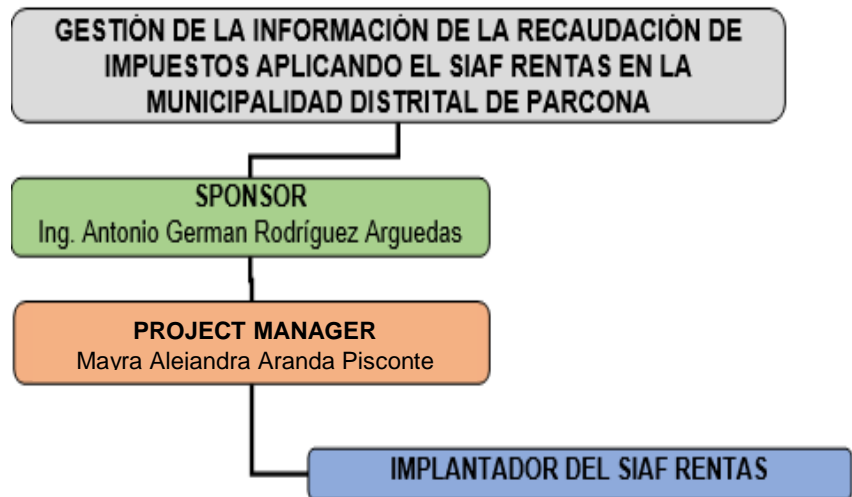 GESTIÓN DE LA INFORMACIÓN DE LA RECAUDACIÓN DE
IMPUESTOS APLICANDO EL SIAF RENTAS EN LA
MUNICIPALIDAD DISTRITAL DE PARCONA
SPONSOR
Ing. Antonio German Rodríguez Arguedas
PROJECT MANAGER
Mayra Alejandra Aranda Pisconte
IMPLANTADOR DEL SIAF RENTAS